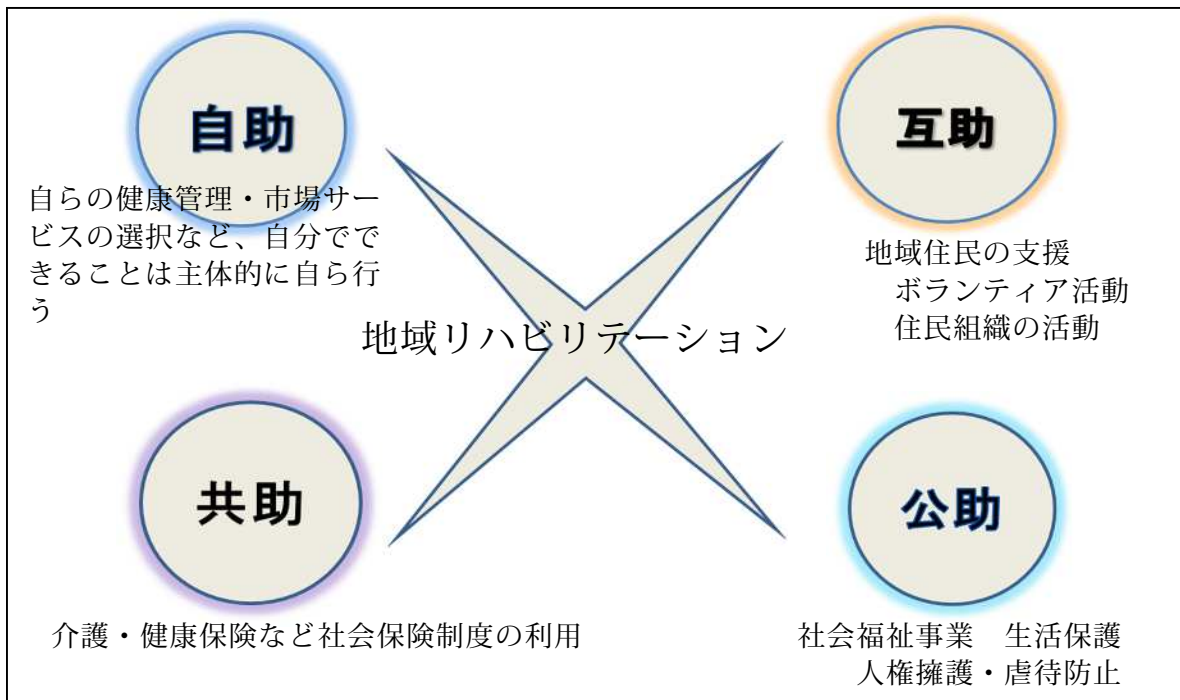 自助
自らの健康管理・市場サー
ビスの選択など、自分でで
きることは主体的に自ら行
う
互助
地域住民の支援
ボランティア活動
住民組織の活動
地域リハビリテーション
共助
介護・健康保険など社会保険制度の利用
公助
社会福祉事業　生活保護
人権擁護・虐待防止